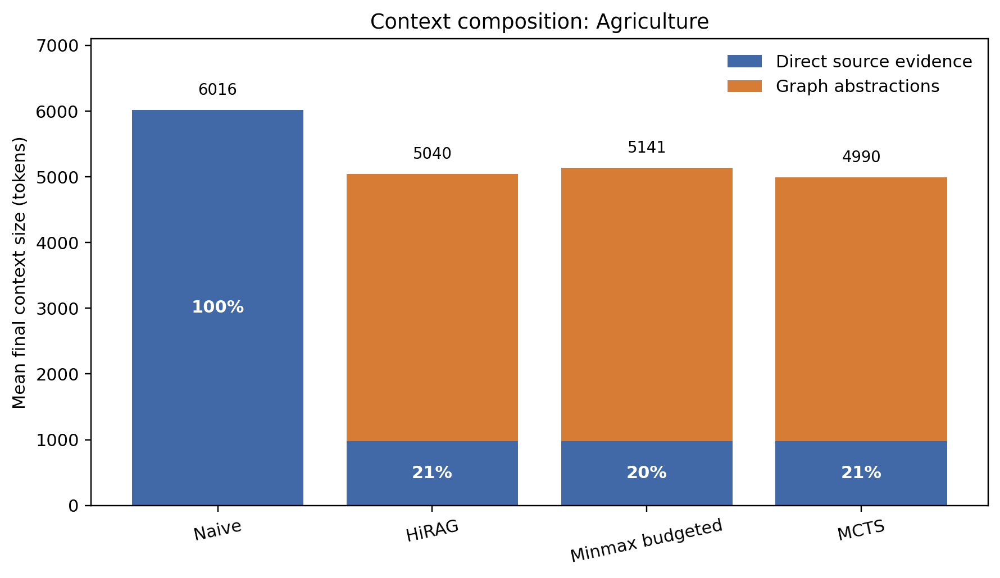 Context composition: Agriculture
Direct source evidence
Graph abstractions
Mean final context size (tokens)
7000
6000
5000
4000
3000
2000
1000
0
6016
5040
5141
4990
100%
21%
20%
21%
Naive
HiRAG
Minmax budgeted
MCTS